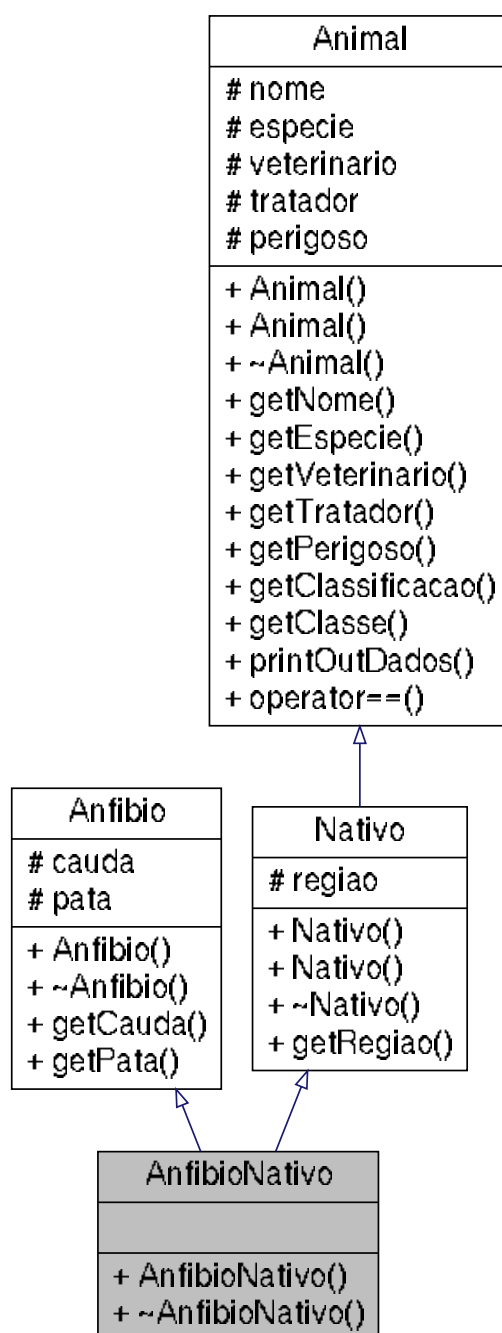 Animal
# nome
# especie
# veterinario
# tratador
# perigoso
+ Animal()
+ Animal()
+ ~Animal()
+ getNome()
+ getEspecie()
+ getVeterinario()
+ getTratador()
+ getPerigoso()
+ getClassificacao()
+ getClasse()
+ printOutDados()
+ operator==()
Anfibio
# cauda
# pata
+ Anfibio()
+ ~Anfibio()
+ getCauda()
+ getPata()
Nativo
# regiao
+ Nativo()
+ Nativo()
+ ~Nativo()
+ getRegiao()
AnfibioNativo
+ AnfibioNativo()
+ ~AnfibioNativo()